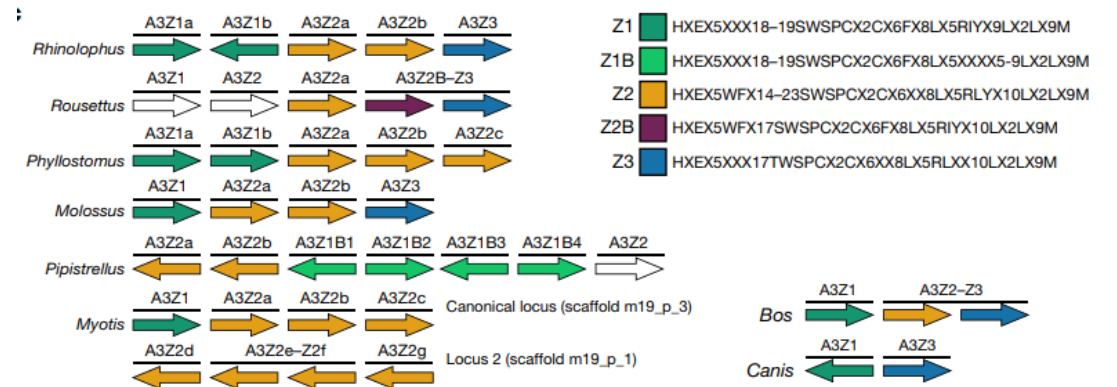 c
A3Z1a A3Z1b A3Z2a A3Z2b A3Z3
Rhinolophus
A3Z1 A3Z2 A3Z2a A3Z2B–Z3
Rousettus
A3Z1a A3Z1b A3Z2a A3Z2b A3Z2c
Phyllostomus
A3Z1 A3Z2a A3Z2b A3Z3
Molossus
A3Z2a A3Z2b A3Z1B1 A3Z1B2 A3Z1B3 A3Z1B4 A3Z2
Pipistrellus
A3Z1 A3Z2a A3Z2b A3Z2c
Myotis
Canonical locus (scaffold m19_p_3)
A3Z2d A3Z2e–Z2f A3Z2g
Locus 2 (scaffold m19_p_1)
Z1 HXEX5XXX18–19SWSPCX2CX6FX8LX5RIYX9LX2LX9M
Z1B HXEX5XXX18–19SWSPCX2CX6FX8LX5XXXX5-9LX2LX9M
Z2 HXEX5WFX14–23SWSPCX2CX6XX8LX5RLYX10LX2LX9M
Z2B HXEX5WFX17SWSPCX2CX6FX8LX5RIYX10LX2LX9M
Z3 HXEX5XXX17TWSPCX2CX6XX8LX5RLXX10LX2LX9M
A3Z1 A3Z2–Z3
Bos
A3Z1 A3Z3
Canis